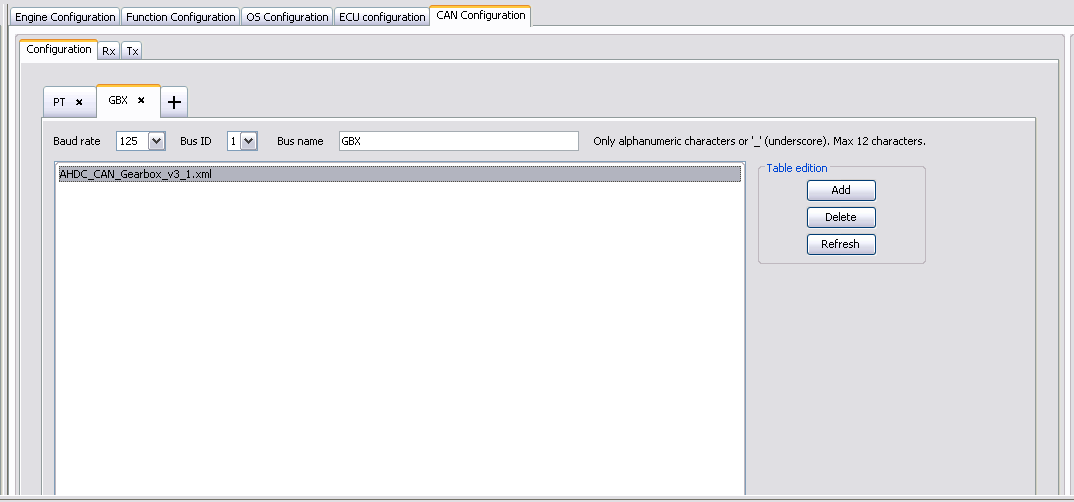 Engine Configuration Function Configuration OS Configuration ECU configuration CAN Configuration
Configuration Rx Tx
PT × GBX × +
Baud rate 125 Bus ID 1 Bus name GBX Only alphanumeric characters or '_' (underscore). Max 12 characters.
AHDC_CAN_Gearbox_v3_1.xml
Table edition
Add
Delete
Refresh